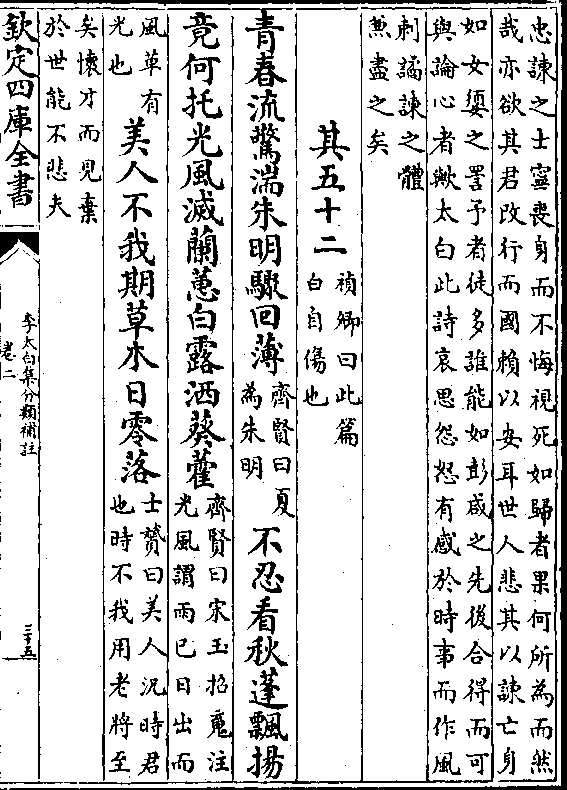 忠諫之士寧喪身而不悔視死如歸者果何所為而然
哉亦欲其君改行而國賴以安耳世人悲其以諫亡身
如女嬃之詈予者徒多誰能如彭咸之先後合得而可
與論心者歟太白此詩哀思怨怒有感於時事而作風
刺譎諫之體
無盡之矣
其五十二
禎卿曰此篇
白自傷也
青春流驚湍朱明驟回薄
齊賢曰夏
為朱明
不忍看秋蓬飄揚
竟何托光風滅蘭蕙白露洒葵藿
齊賢曰宋玉招䰟注
光風謂雨已日出而
風草有
光也
美人不我期草木日零落
士贇曰美人況時君
也時不我用老將至
矣懷才而見棄
於世能不悲夫
欽定四庫全書
李太白集分類補註
卷二
三十五